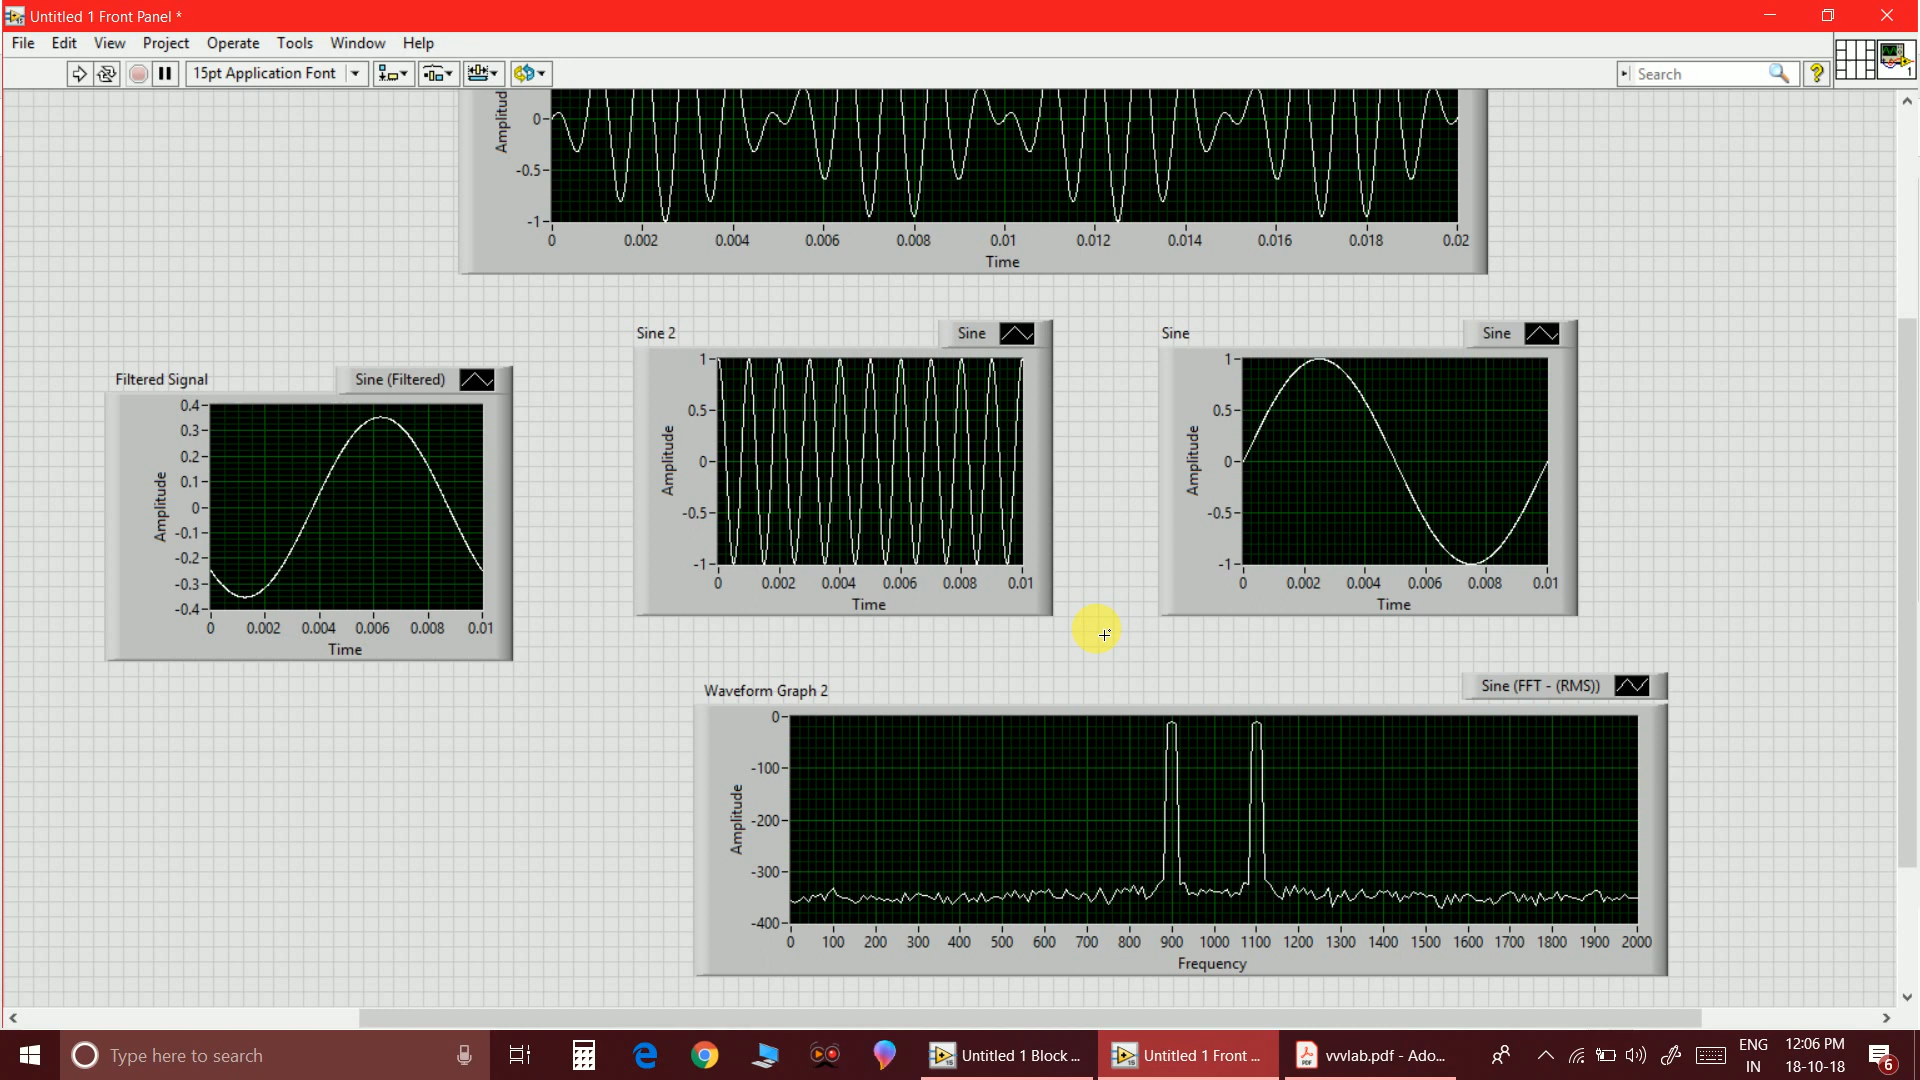 Untitled 1 Front Panel *
File Edit View Project Operate Tools Window Help
15pt Application Font
Search
Amplitud
0
-0.5
-1
0 0.002 0.004 0.006 0.008 0.01 0.012 0.014 0.016 0.018 0.02
Time
Filtered Signal
Sine (Filtered)
Amplitude
0.4
0.3
0.2
0.1
0
-0.1
-0.2
-0.3
-0.4
0 0.002 0.004 0.006 0.008 0.01
Time
Sine 2
Sine
Amplitude
1
0.5
0
-0.5
-1
0 0.002 0.004 0.006 0.008 0.01
Time
Sine
Sine
Amplitude
1
0.5
0
-0.5
-1
0 0.002 0.004 0.006 0.008 0.01
Time
Waveform Graph 2
Sine (FFT - (RMS))
Amplitude
0
-100
-200
-300
-400
0 100 200 300 400 500 600 700 800 900 1000 1100 1200 1300 1400 1500 1600 1700 1800 1900 2000
Frequency
Type here to search
Untitled 1 Block ...
Untitled 1 Front ...
vvvlab.pdf - Ado...
ENG
IN
12:06 PM
18-10-18
6